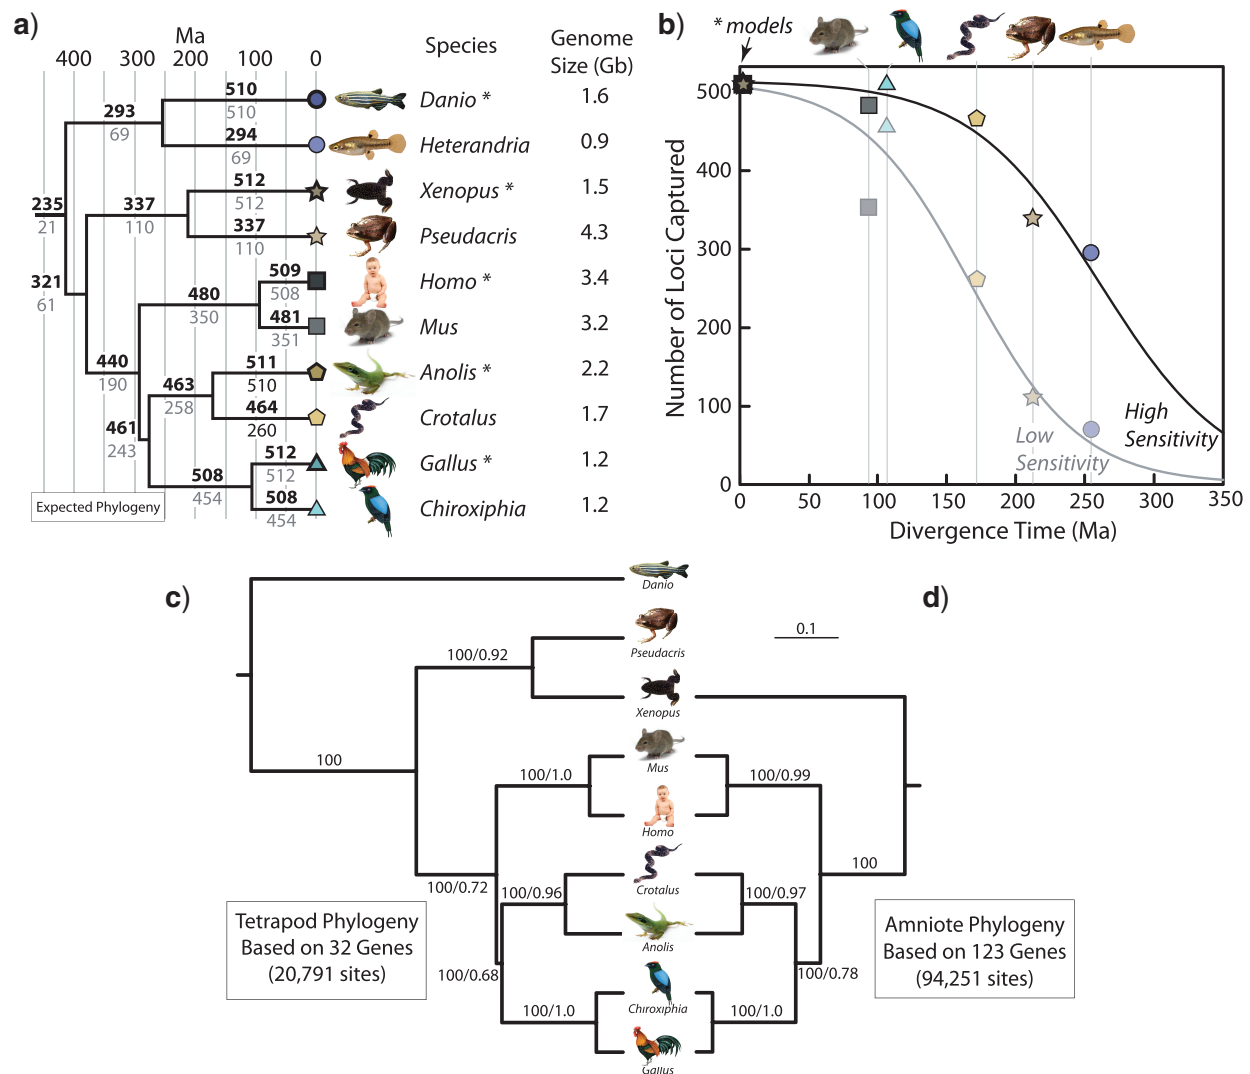 a)
Ma
400 300 200 100 0
Species
Genome
Size (Gb)
510
510
Danio *
1.6
293
69
294
69
Heterandria
0.9
512
512
Xenopus *
1.5
235
21
337
110
337
110
Pseudacris
4.3
321
61
509
508
Homo *
3.4
480
350
481
351
Mus
3.2
440
190
511
510
Anolis *
2.2
463
258
464
260
Crotalus
1.7
461
243
512
512
Gallus *
1.2
508
454
508
454
Chiroxiphia
1.2
Expected Phylogeny
b)
* models
Number of Loci Captured
500
400
300
200
100
0
High
Sensitivity
Low
Sensitivity
0 50 100 150 200 250 300 350
Divergence Time (Ma)
c)
d)
Danio
Pseudacris
0.1
100/0.92
Xenopus
100
Mus
100/1.0
100/0.99
Homo
100
100/0.72
Crotalus
100/0.96
100/0.97
Anolis
Tetrapod Phylogeny
Based on 32 Genes
(20,791 sites)
Amniote Phylogeny
Based on 123 Genes
(94,251 sites)
100/0.68
100/0.78
Chiroxiphia
100/1.0
100/1.0
Gallus